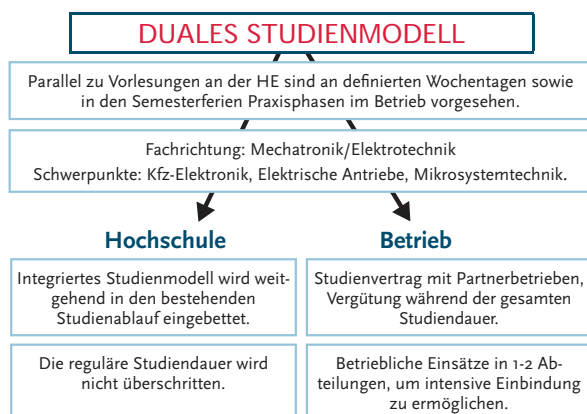 DUALES STUDIENMODELL
Parallel zu Vorlesungen an der HE sind an definierten Wochentagen sowie
in den Semesterferien Praxisphasen im Betrieb vorgesehen.
Fachrichtung: Mechatronik/Elektrotechnik
Schwerpunkte: Kfz-Elektronik, Elektrische Antriebe, Mikrosystemtechnik.
Hochschule
Integriertes Studienmodell wird weit-
gehend in den bestehenden
Studienablauf eingebettet.
Die reguläre Studiendauer wird
nicht überschritten.
Betrieb
Studienvertrag mit Partnerbetrieben,
Vergütung während der gesamten
Studiendauer.
Betriebliche Einsätze in 1-2 Ab-
teilungen, um intensive Einbindung
zu ermöglichen.